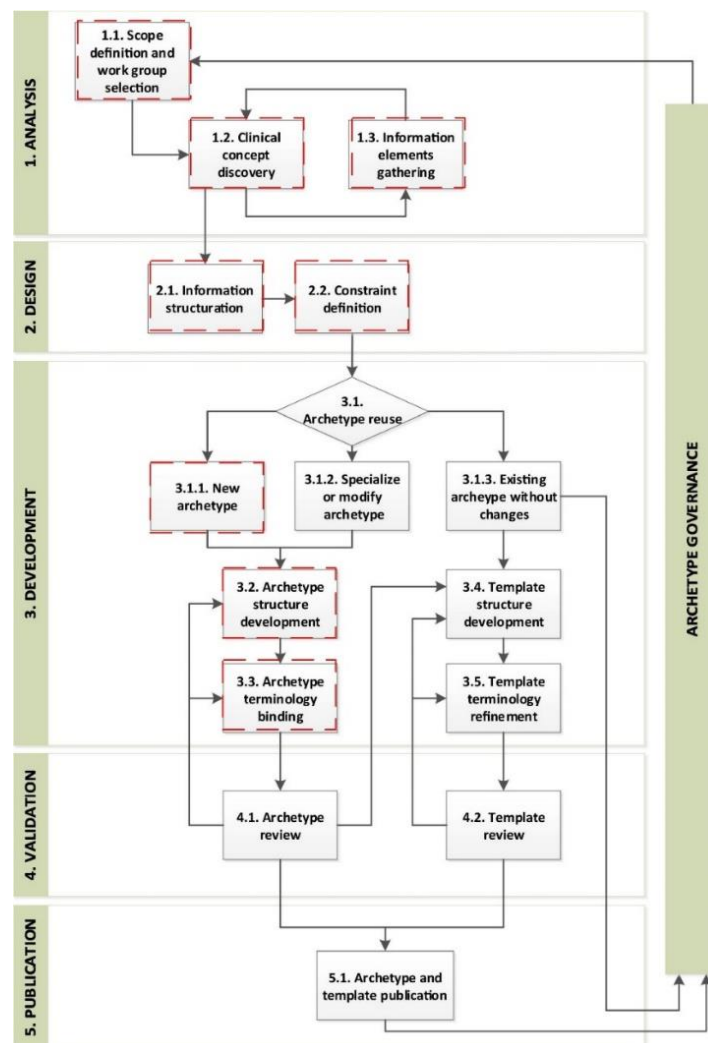 1. ANALYSIS
1.1. Scope
definition and
work group
selection
1.2. Clinical
concept
discovery
1.3. Information
elements
gathering
2. DESIGN
2.1. Information
structuration
2.2. Constraint
definition
3. DEVELOPMENT
3.1.
Archetype reuse
3.1.1. New
archetype
3.1.2. Specialize
or modify
archetype
3.1.3. Existing
archeype without
changes
3.2. Archetype
structure
development
3.4. Template
structure
development
3.3. Archetype
terminology
binding
3.5. Template
terminology
refinement
4. VALIDATION
4.1. Archetype
review
4.2. Template
review
5. PUBLICATION
5.1. Archetype and
template publication
ARCHETYPE GOVERNANCE